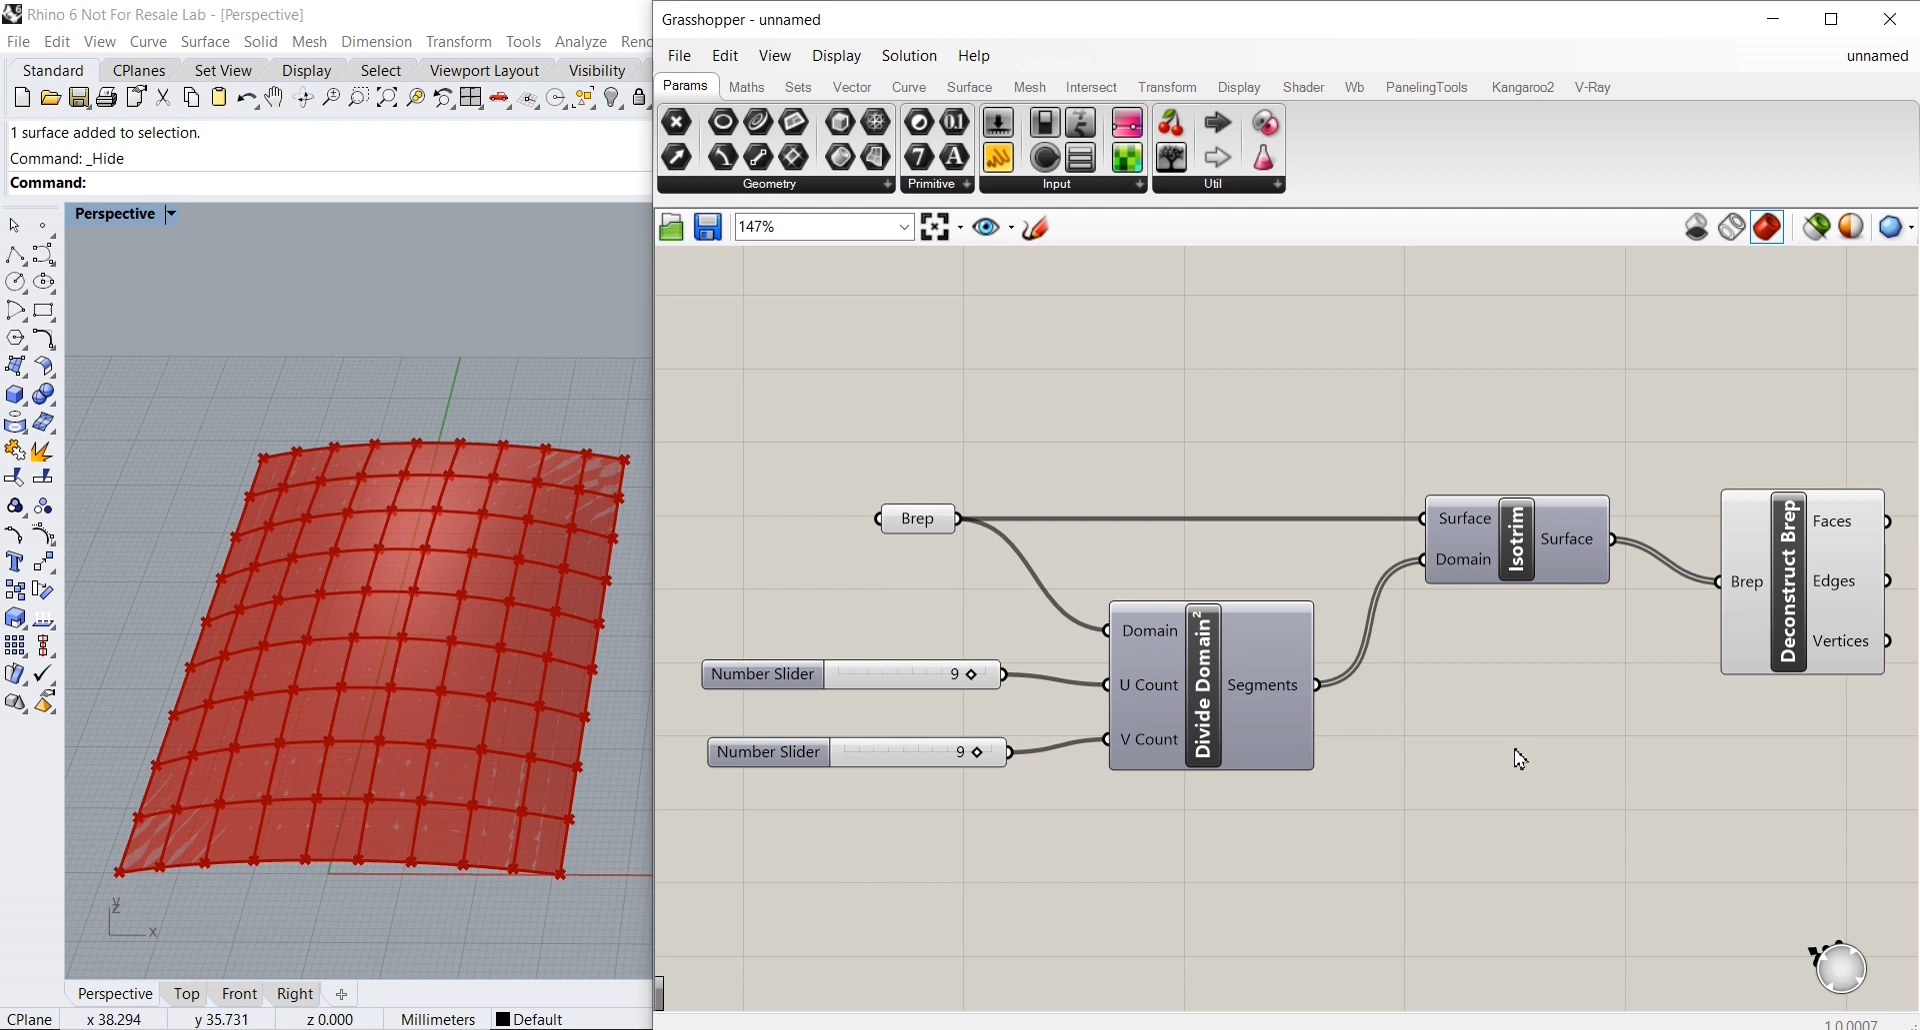 Rhino 6 Not For Resale Lab - [Perspective]
File Edit View Curve Surface Solid Mesh Dimension Transform Tools Analyze Rend
Standard CPlanes Set View Display Select Viewport Layout Visibility
1 surface added to selection.
Command: _Hide
Command:
Perspective
z
x
Perspective Top Front Right
CPlane x 38.294 y 35.731 z 0.000 Millimeters Default
Grasshopper - unnamed
File Edit View Display Solution Help unnamed
Params Maths Sets Vector Curve Surface Mesh Intersect Transform Display Shader Wb PanelingTools Kangaroo2 V-Ray
0.1
7 A
Geometry Primitive Input Util
147%
Brep
Surface
Domain
Isotrim
Surface
Brep
Deconstruct Brep
Faces
Edges
Vertices
Domain
U Count
V Count
Divide Domain²
Segments
Number Slider 9
Number Slider 9
1.0.0007